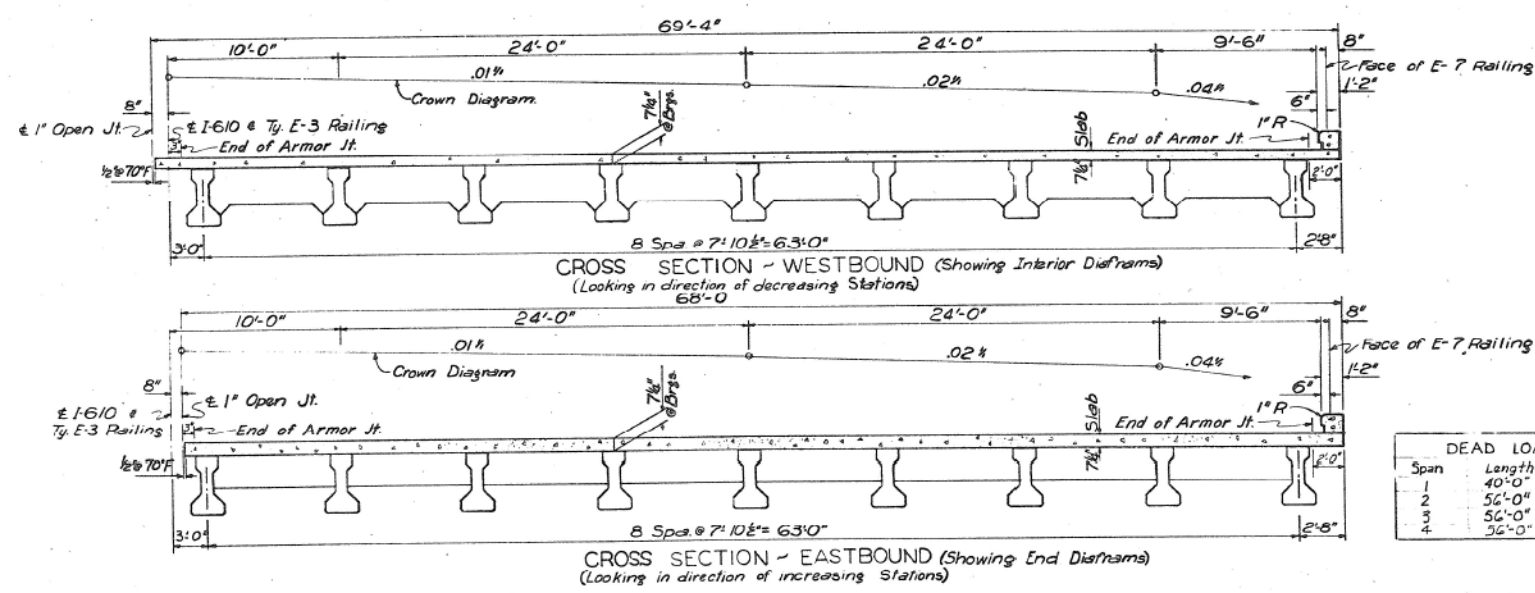 69'-4"
10'-0" 24'-0" 24'-0" 9'-6" 8"
.01 .02 .04
Face of E-7 Railing
Crown Diagram.
8" 7¼" @ Brgs. 6" 1'-2"
℄ 1" Open Jt.
℄ I-610 & Ty. E-3 Railing
1" R
3" End of Armor Jt.
Slab
End of Armor Jt.
½" @ 70°F
2'-0"
3'-0" 8 Spa. @ 7'-10½" = 63'-0" 2'-8"
CROSS SECTION ~ WESTBOUND (Showing Interior Diaframs)
(Looking in direction of decreasing Stations)
68'-0
10'-0" 24'-0" 24'-0" 9'-6" 8"
.01 .02 .04
Face of E-7 Railing
Crown Diagram
8" 7¼" @ Brgs. 6" 1'-2"
℄ 1" Open Jt.
℄ I-610 &
Ty. E-3 Railing
1" R
3" End of Armor Jt.
Slab
End of Armor Jt.
½" @ 70°F
2'-0"
3'-0" 8 Spa. @ 7'-10½" = 63'-0" 2'-8"
CROSS SECTION ~ EASTBOUND (Showing End Diaframs)
(Looking in direction of increasing Stations)
DEAD
Span Length
1 40'-0"
2 56'-0"
3 56'-0"
4 56'-0"